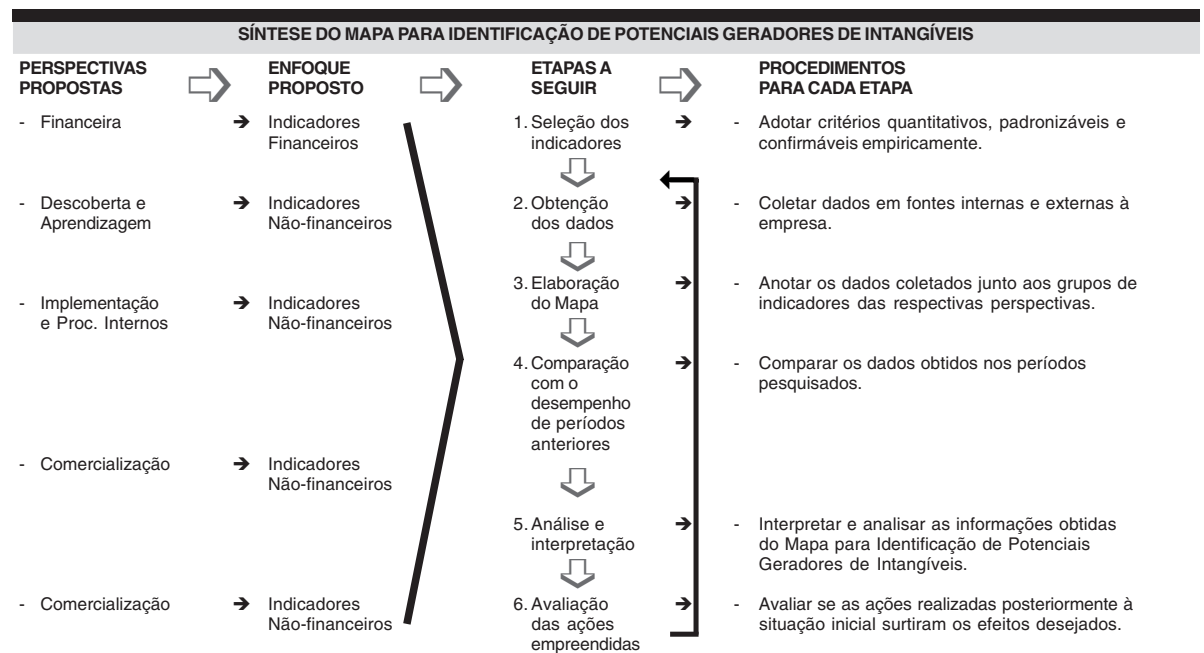 SÍNTESE DO MAPA PARA IDENTIFICAÇÃO DE POTENCIAIS GERADORES DE INTANGÍVEIS
PERSPECTIVAS
PROPOSTAS
ENFOQUE
PROPOSTO
ETAPAS A
SEGUIR
PROCEDIMENTOS
PARA CADA ETAPA
- Financeira
Indicadores
Financeiros
1. Seleção dos
indicadores
- Adotar critérios quantitativos, padronizáveis e
confirmáveis empiricamente.
- Descoberta e
Aprendizagem
Indicadores
Não-financeiros
2. Obtenção
dos dados
- Coletar dados em fontes internas e externas à
empresa.
- Implementação
e Proc. Internos
Indicadores
Não-financeiros
3. Elaboração
do Mapa
- Anotar os dados coletados junto aos grupos de
indicadores das respectivas perspectivas.
4. Comparação
com o
desempenho
de períodos
anteriores
- Comparar os dados obtidos nos períodos
pesquisados.
- Comercialização
Indicadores
Não-financeiros
5. Análise e
interpretação
- Interpretar e analisar as informações obtidas
do Mapa para Identificação de Potenciais
Geradores de Intangíveis.
- Comercialização
Indicadores
Não-financeiros
6. Avaliação
das ações
empreendidas
- Avaliar se as ações realizadas posteriormente à
situação inicial surtiram os efeitos desejados.